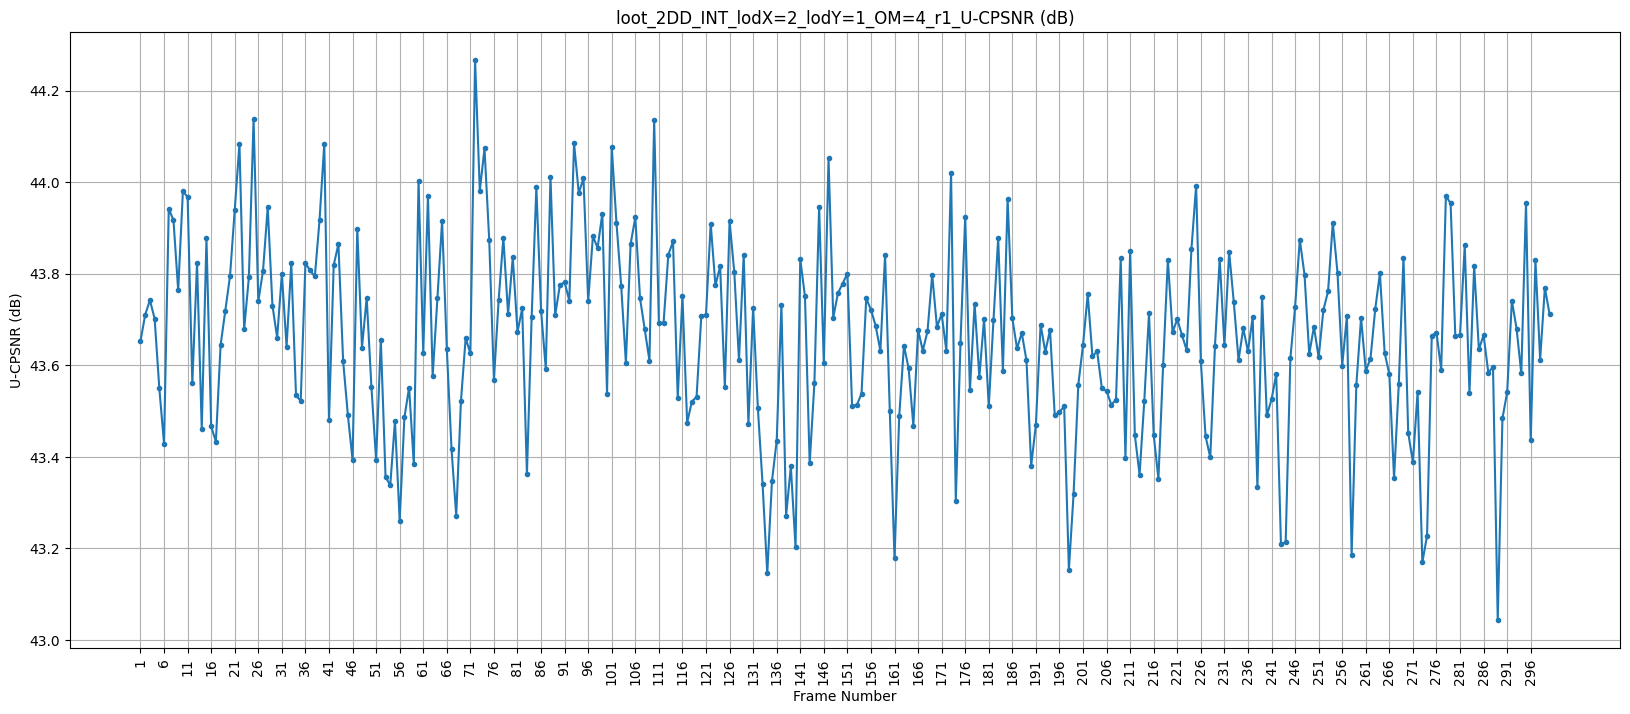 loot_2DD_INT_lodX=2_lodY=1_OM=4_r1_U-CPSNR (dB)
U-CPSNR (dB)
44.2
44.0
43.8
43.6
43.4
43.2
43.0
1 6 11 16 21 26 31 36 41 46 51 56 61 66 71 76 81 86 91 96 101 106 111 116 121 126 131 136 141 146 151 156 161 166 171 176 181 186 191 196 201 206 211 216 221 226 231 236 241 246 251 256 261 266 271 276 281 286 291 296
Frame Number